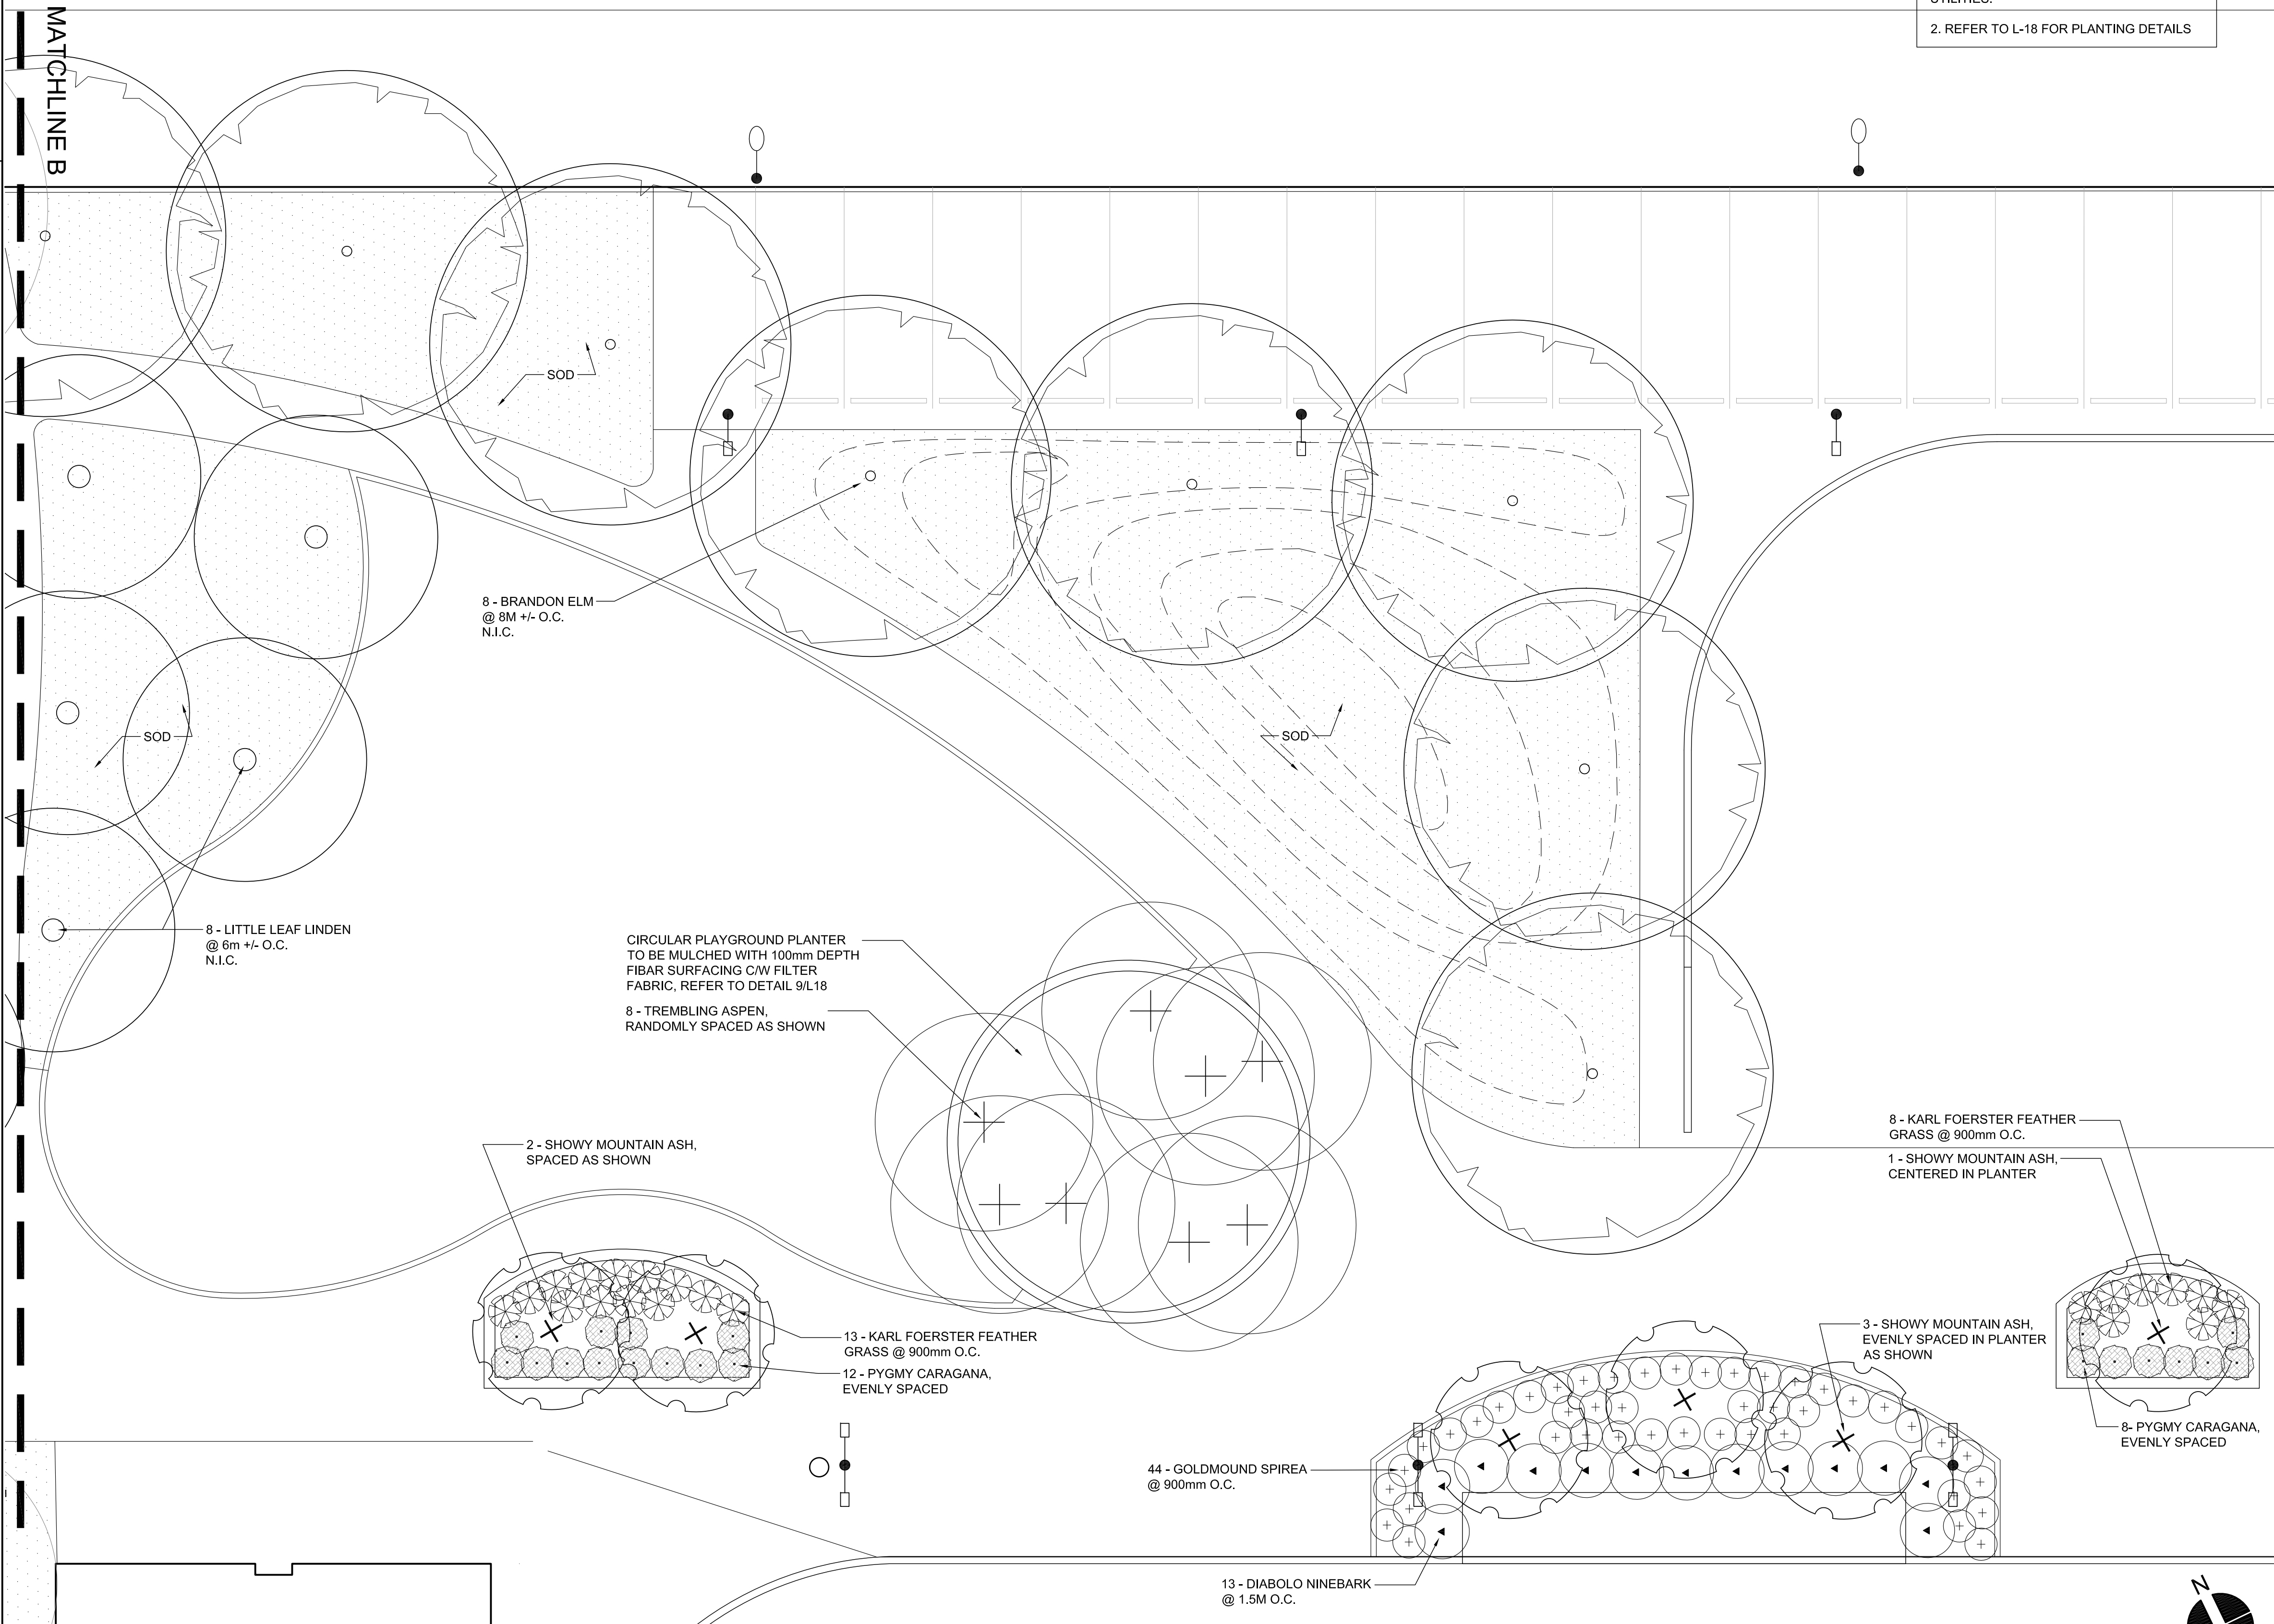 UTILITIES.
2. REFER TO L-18 FOR PLANTING DETAILS
MATCHLINE B
SOD
8 - BRANDON ELM
@ 8M +/- O.C.
N.I.C.
SOD
SOD
8 - LITTLE LEAF LINDEN
@ 6m +/- O.C.
N.I.C.
CIRCULAR PLAYGROUND PLANTER
TO BE MULCHED WITH 100mm DEPTH
FIBAR SURFACING C/W FILTER
FABRIC, REFER TO DETAIL 9/L18
8 - TREMBLING ASPEN,
RANDOMLY SPACED AS SHOWN
2 - SHOWY MOUNTAIN ASH,
SPACED AS SHOWN
8 - KARL FOERSTER FEATHER
GRASS @ 900mm O.C.
1 - SHOWY MOUNTAIN ASH,
CENTERED IN PLANTER
13 - KARL FOERSTER FEATHER
GRASS @ 900mm O.C.
12 - PYGMY CARAGANA,
EVENLY SPACED
3 - SHOWY MOUNTAIN ASH,
EVENLY SPACED IN PLANTER
AS SHOWN
8- PYGMY CARAGANA,
EVENLY SPACED
44 - GOLDMOUND SPIREA
@ 900mm O.C.
13 - DIABOLO NINEBARK
@ 1.5M O.C.
N